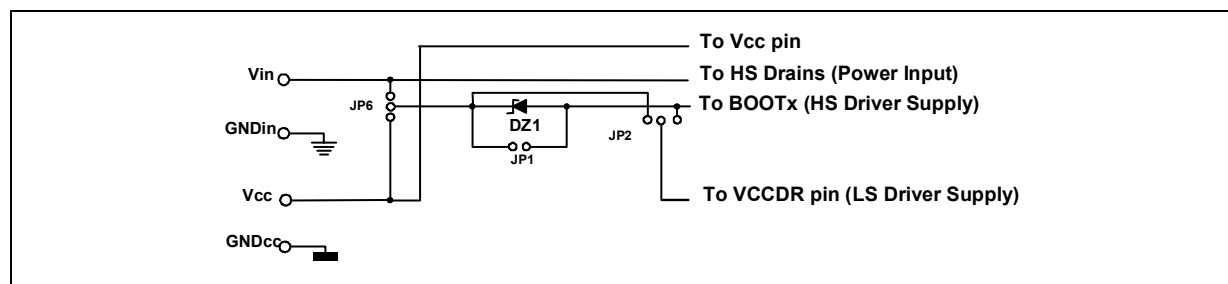 To Vcc pin
Vin
To HS Drains (Power Input)
JP6
To BOOTx (HS Driver Supply)
DZ1
GNDin
JP2
JP1
Vcc
To VCCDR pin (LS Driver Supply)
GNDcc